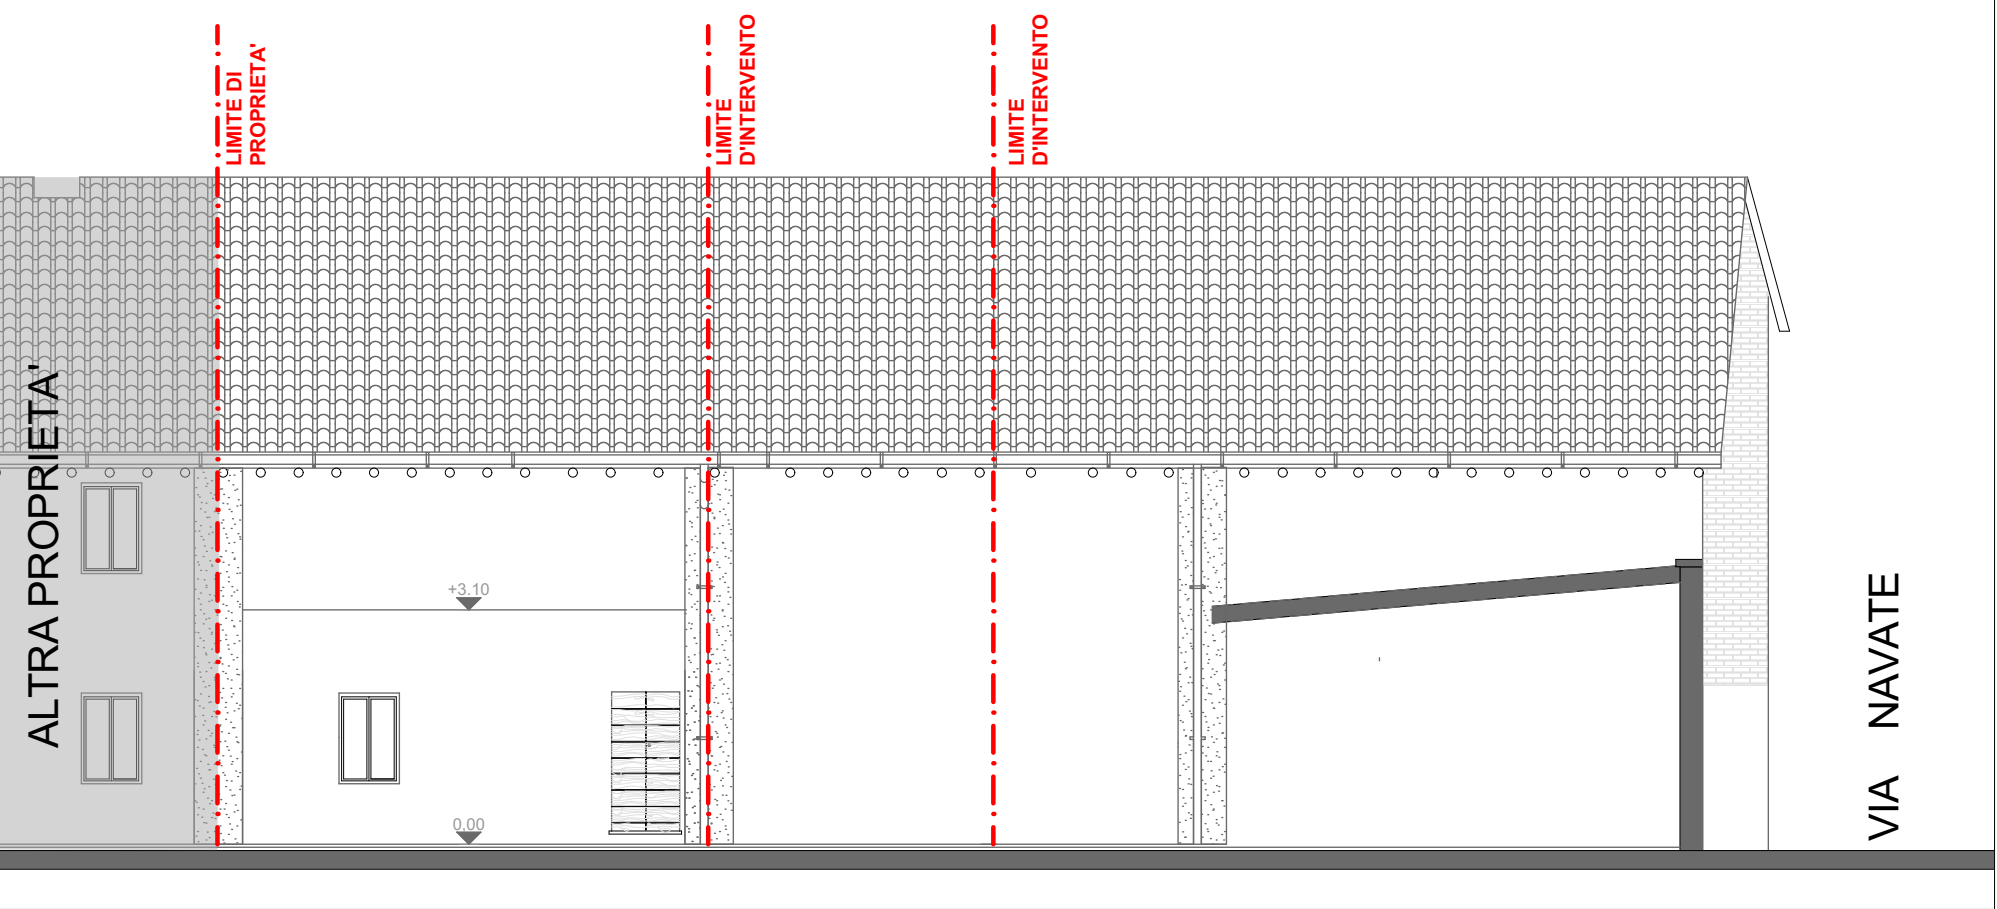 LIMITE DI
PROPRIETA'
LIMITE
D'INTERVENTO
LIMITE
D'INTERVENTO
ALTRA PROPRIETA'
+3.10
0,00
VIA NAVATE